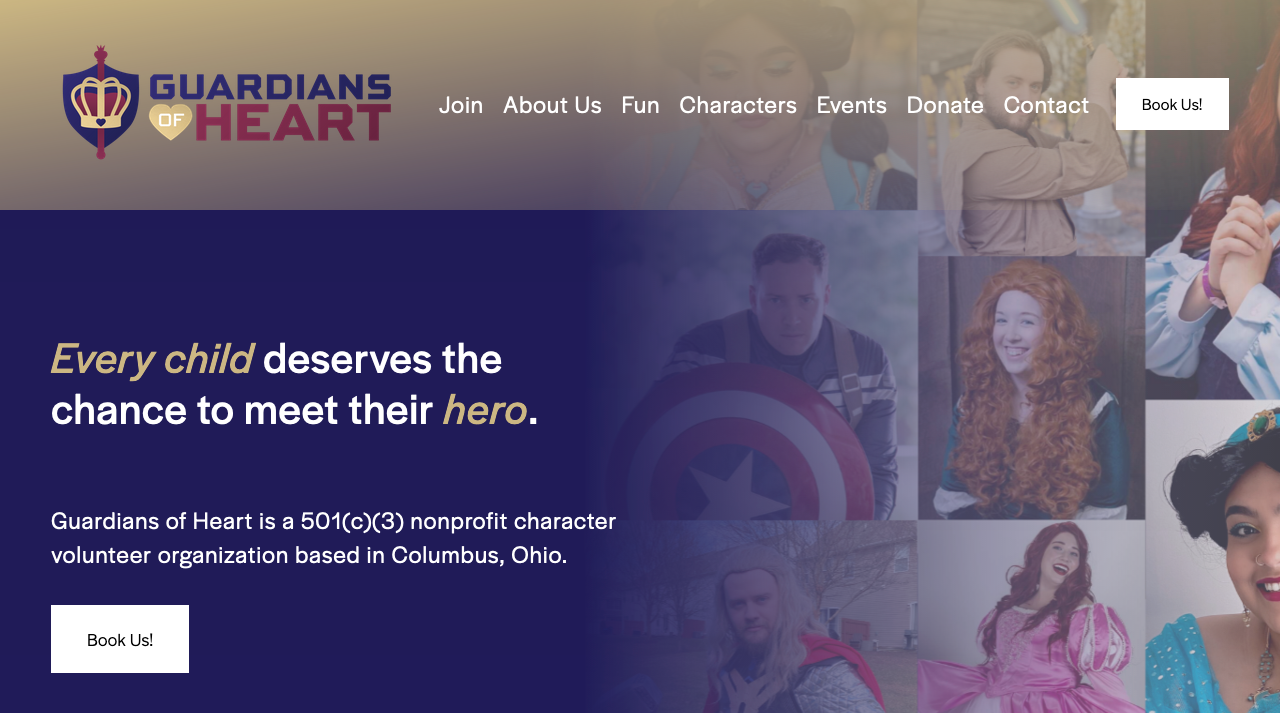 GUARDIANS
OF HEART
Join About Us Fun Characters Events Donate Contact Book Us!
Every child deserves the
chance to meet their hero.
Guardians of Heart is a 501(c)(3) nonprofit character
volunteer organization based in Columbus, Ohio.
Book Us!